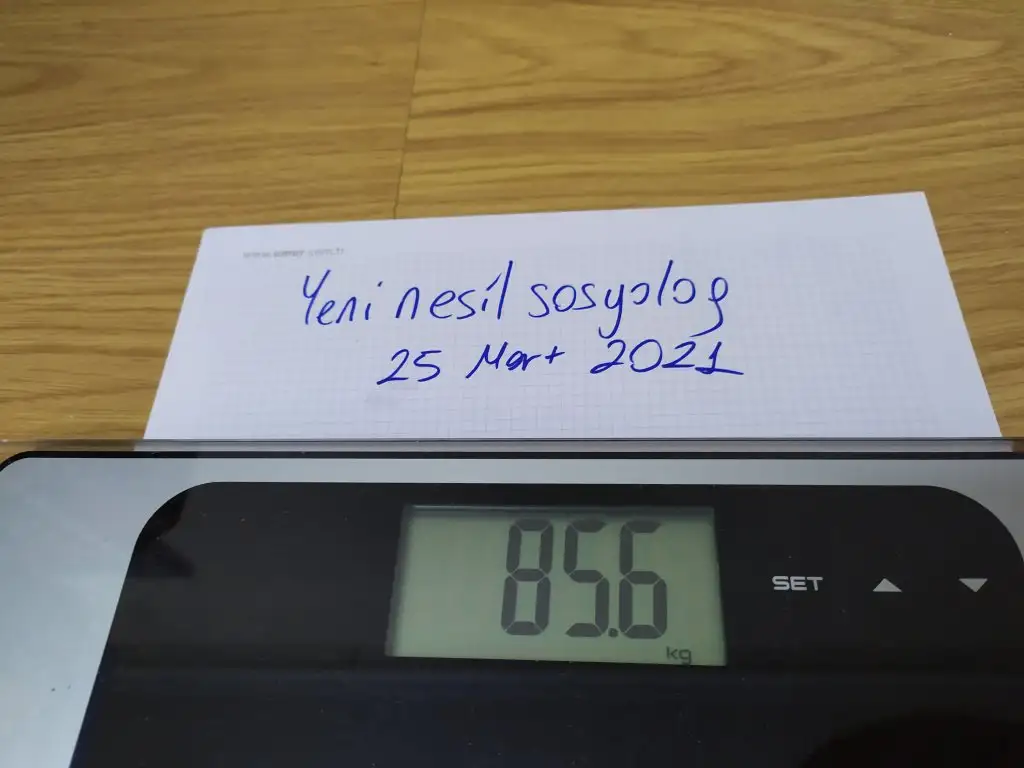 Yeni nesil sosyolog
25 Mart 2021
85.6
kg
SET